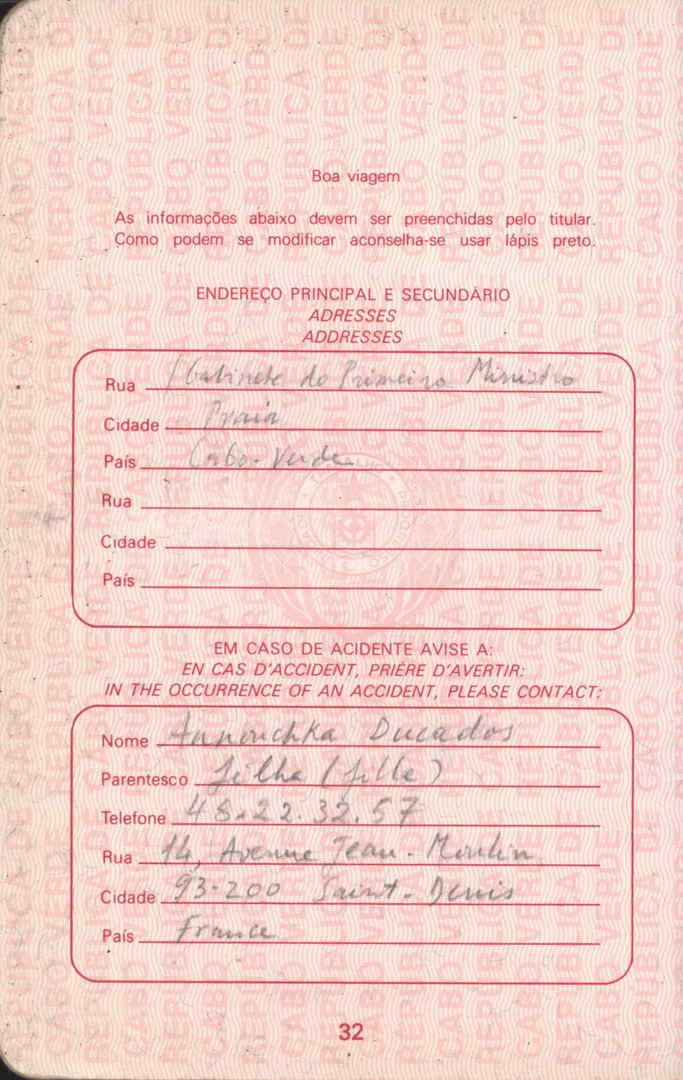 Boa viagem
As informações abaixo devem ser preenchidas pelo titular.
Como podem se modificar aconselha-se usar lápis preto.
ENDEREÇO PRINCIPAL E SECUNDÁRIO
ADRESSES
ADDRESSES
Rua Gabinete do Primeiro Ministro
Cidade Praia
País Cabo-Verde
Rua
Cidade
País
EM CASO DE ACIDENTE AVISE A:
EN CAS D'ACCIDENT, PRIÉRE D'AVERTIR:
IN THE OCCURRENCE OF AN ACCIDENT, PLEASE CONTACT:
Nome Annouchka Ducados
Parentesco filha (fille)
Telefone 48.22.32.57
Rua 14, Avenue Jean-Moulin
Cidade 93-200 Saint-Denis
País France
32